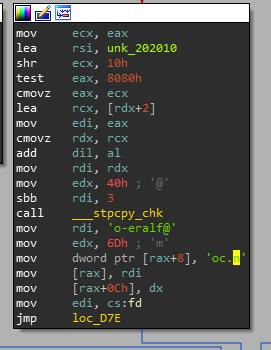 mov ecx, eax
lea rsi, unk_202010
shr ecx, 10h
test eax, 8080h
cmovz eax, ecx
lea rcx, [rdx+2]
mov edi, eax
cmovz rdx, rcx
add dil, al
mov rdi, rdx
mov edx, 40h ; '@'
sbb rdi, 3
call ___stpcpy_chk
mov rdi, 'o-eralf@'
mov edx, 6Dh ; 'm'
mov dword ptr [rax+8], 'oc.n'
mov [rax], rdi
mov [rax+0Ch], dx
mov edi, cs:fd
jmp loc_D7E